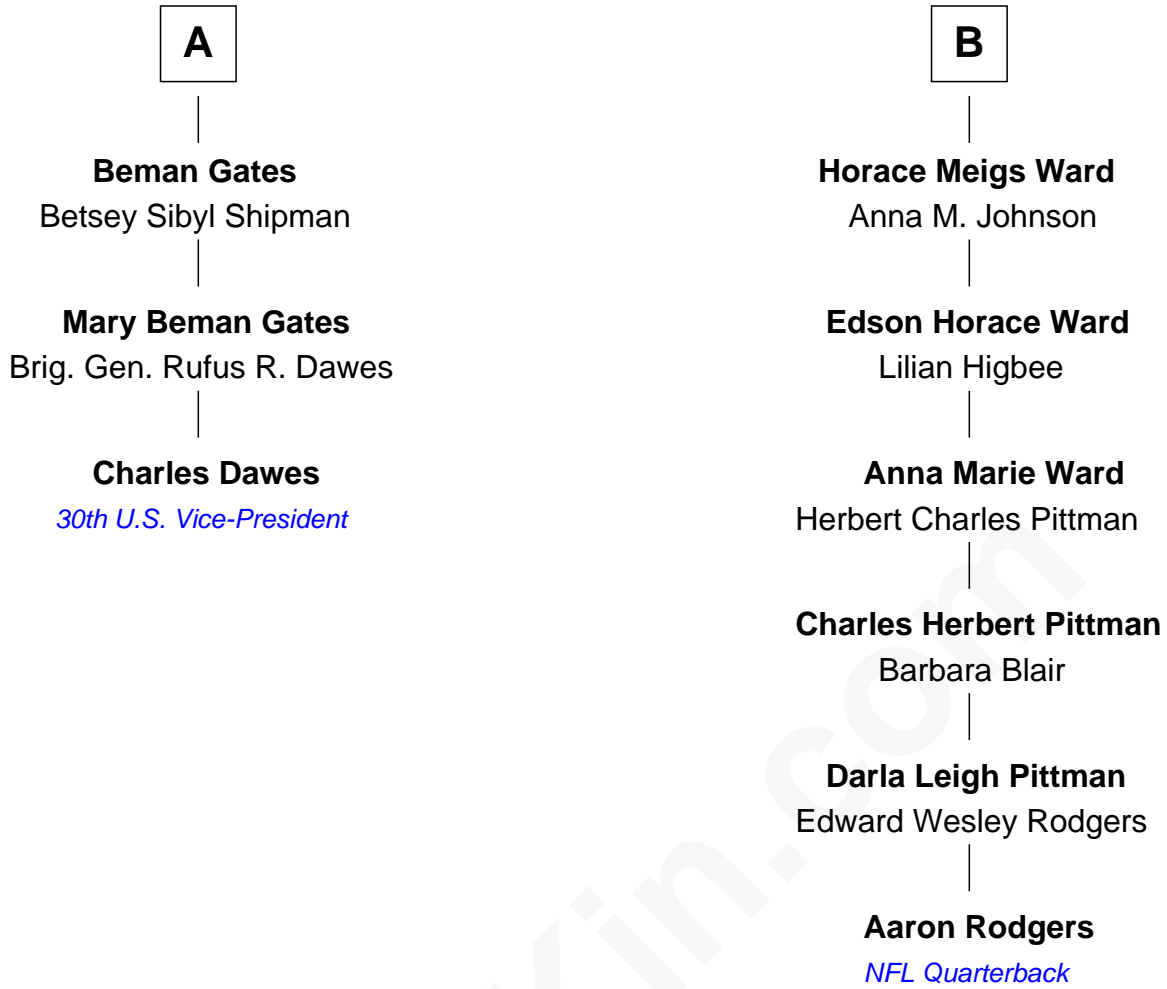 A
Beman Gates
Betsey Sibyl Shipman
Mary Beman Gates
Brig. Gen. Rufus R. Dawes
Charles Dawes
30th U.S. Vice-President
B
Horace Meigs Ward
Anna M. Johnson
Edson Horace Ward
Lilian Higbee
Anna Marie Ward
Herbert Charles Pittman
Charles Herbert Pittman
Barbara Blair
Darla Leigh Pittman
Edward Wesley Rodgers
Aaron Rodgers
NFL Quarterback
Kin.com